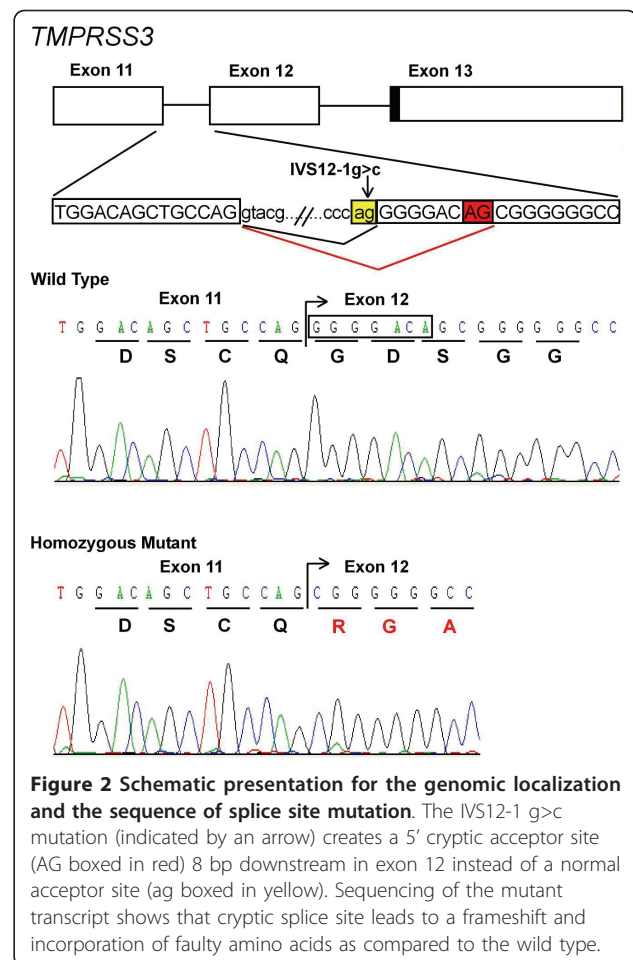 TMPRSS3
Exon 11 Exon 12 Exon 13
IVS12-1g>c
TGGACAGCTGCCAG gtacg...//...ccc ag GGGGAC AG CGGGGGGCC
Wild Type
Exon 11 Exon 12
T G G A C A G C T G C C A G G G G G A C A G C G G G G G G C C
D S C Q G D S G G
Homozygous Mutant
Exon 11 Exon 12
T G G A C A G C T G C C A G C G G G G G G C C
D S C Q R G A
Figure 2 Schematic presentation for the genomic localization
and the sequence of splice site mutation. The IVS12-1 g>c
mutation (indicated by an arrow) creates a 5' cryptic acceptor site
(AG boxed in red) 8 bp downstream in exon 12 instead of a normal
acceptor site (ag boxed in yellow). Sequencing of the mutant
transcript shows that cryptic splice site leads to a frameshift and
incorporation of faulty amino acids as compared to the wild type.